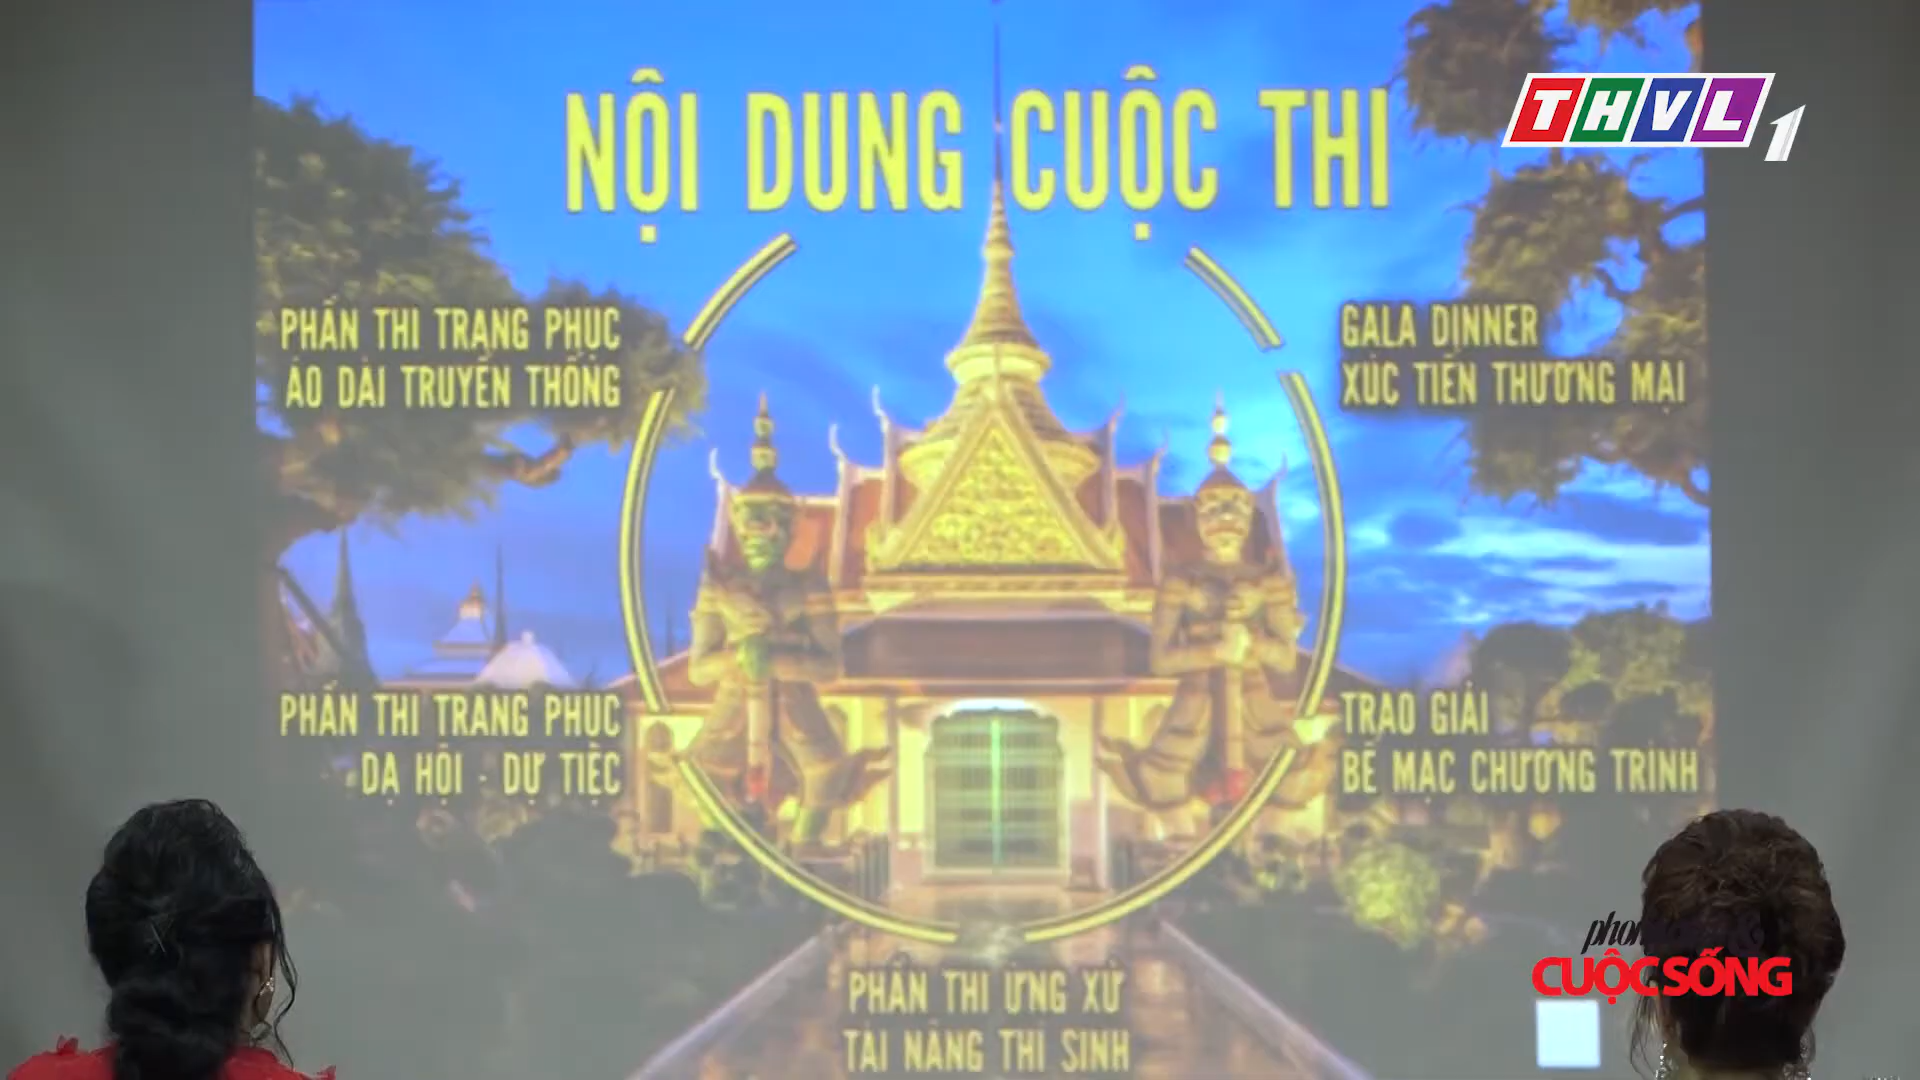 NỘI DUNG CUỘC THI
THVL 1
PHẦN THI TRANG PHỤC
ÁO DÀI TRUYỀN THỐNG
GALA DINNER
XÚC TIẾN THƯƠNG MẠI
PHẦN THI TRANG PHỤC
DẠ HỘI - DỰ TIỆC
TRAO GIẢI
BẾ MẠC CHƯƠNG TRÌNH
PHẦN THI ỨNG XỬ
TÀI NĂNG THÍ SINH
CUỘC SỐNG